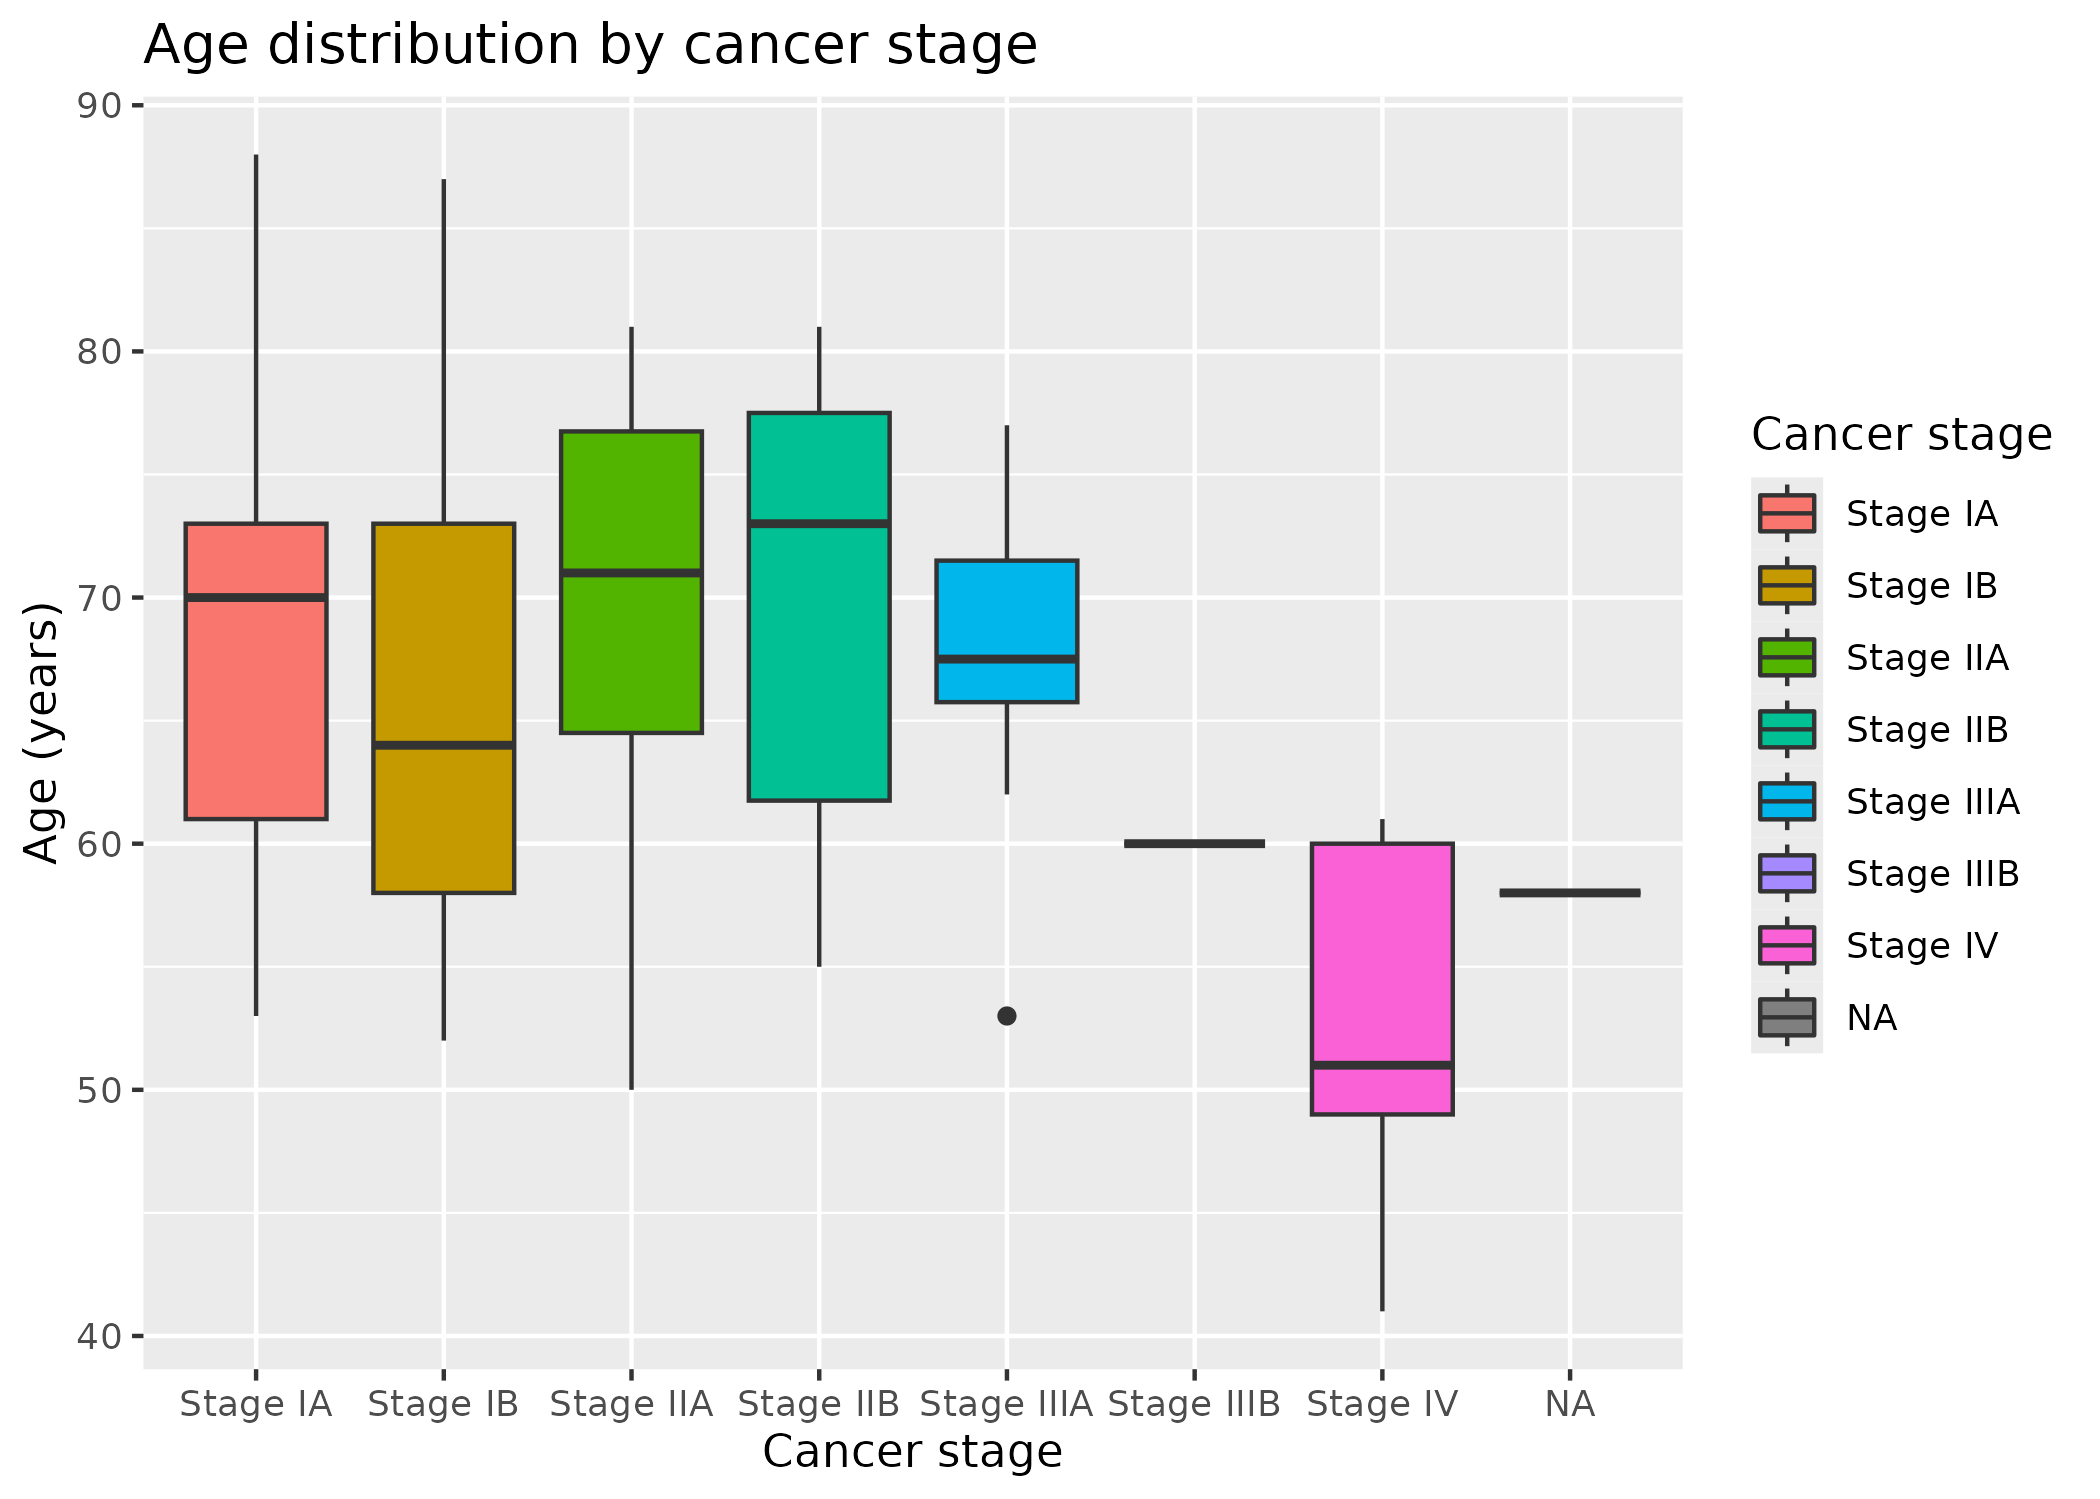 Age distribution by cancer stage
90
80
70
60
50
40
Age (years)
Stage IA Stage IB Stage IIA Stage IIB Stage IIIA Stage IIIB Stage IV NA
Cancer stage
Cancer stage
Stage IA
Stage IB
Stage IIA
Stage IIB
Stage IIIA
Stage IIIB
Stage IV
NA